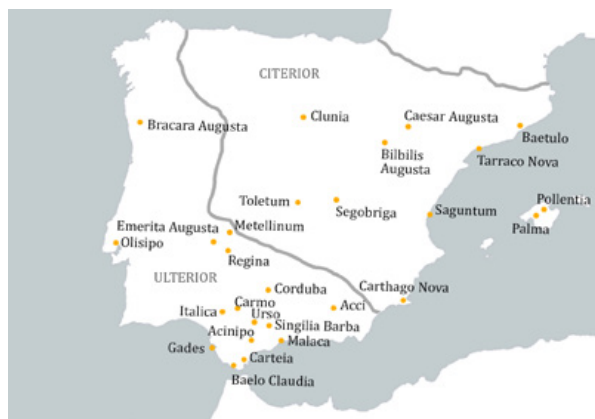 CITERIOR
Clunia
Caesar Augusta
Bracara Augusta
Baetulo
Bilbilis
Augusta
Tarraco Nova
Toletum
Segobriga
Pollentia
Saguntum
Palma
Emerita Augusta
Metellinum
Olisipo
Regina
ULTERIOR
Corduba
Carthago Nova
Carmo
Acci
Italica
Urso
Singilia Barba
Acinipo
Malaca
Gades
Carteia
Baelo Claudia